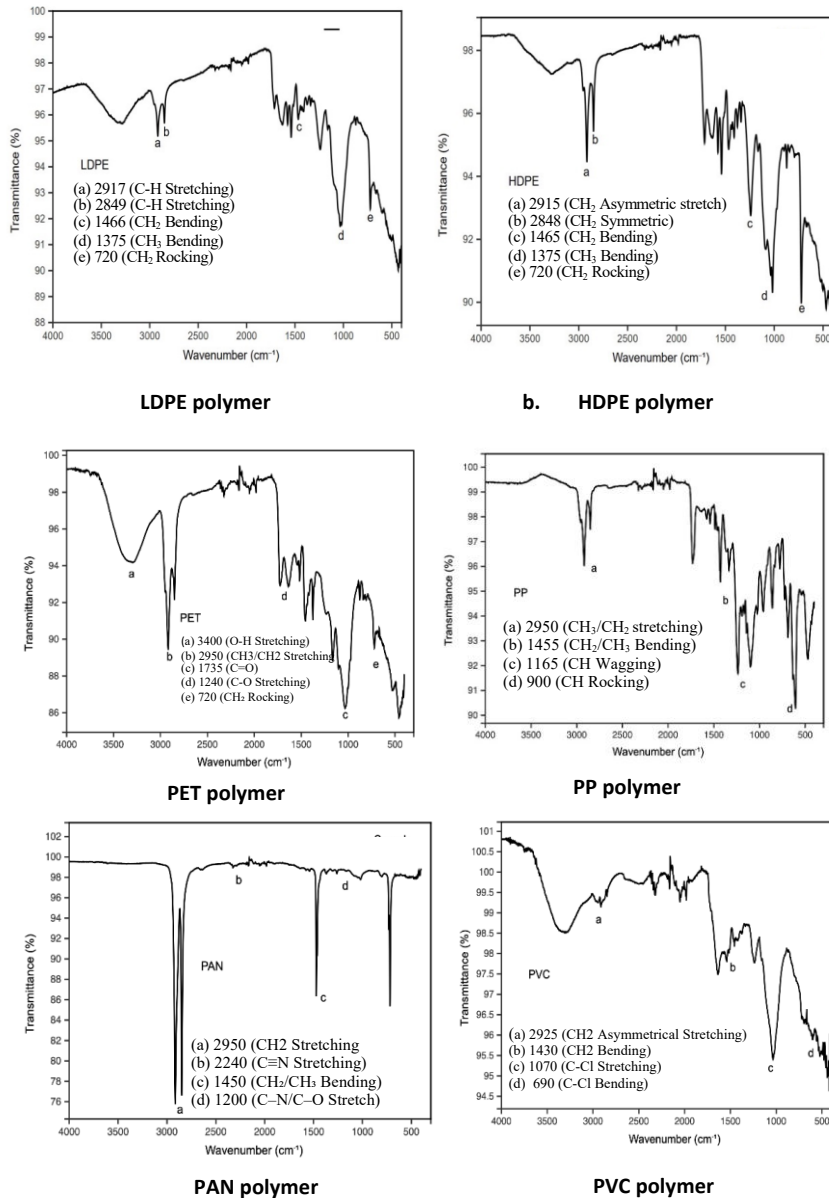 100
99
98
97
96
95
94
93
92
91
90
89
88
Transmittance (%)
LDPE
(a) 2917 (C-H Stretching)
(b) 2849 (C-H Stretching)
(c) 1466 (CH₂ Bending)
(d) 1375 (CH₃ Bending)
(e) 720 (CH₂ Rocking)
a
b
c
d
e
4000 3500 3000 2500 2000 1500 1000 500
Wavenumber (cm⁻¹)
LDPE polymer
98
96
94
92
90
Transmittance (%)
HDPE
(a) 2915 (CH₂ Asymmetric stretch)
(b) 2848 (CH₂ Symmetric)
(c) 1465 (CH₂ Bending)
(d) 1375 (CH₃ Bending)
(e) 720 (CH₂ Rocking)
a
b
c
d
e
4000 3500 3000 2500 2000 1500 1000 500
Wavenumber (cm⁻¹)
b. HDPE polymer
100
98
96
94
92
90
88
86
Transmittance (%)
PET
(a) 3400 (O-H Stretching)
(b) 2950 (CH3/CH2 Stretching
(c) 1735 (C=O)
(d) 1240 (C-O Stretching)
(e) 720 (CH₂ Rocking)
a
b
d
c
e
4000 3500 3000 2500 2000 1500 1000 500
Wavenumber (cm⁻¹)
PET polymer
100
99
98
97
96
95
94
93
92
91
90
Transmittance (%)
PP
(a) 2950 (CH₃/CH₂ stretching)
(b) 1455 (CH₂/CH₃ Bending)
(c) 1165 (CH Wagging)
(d) 900 (CH Rocking)
a
b
c
d
4000 3500 3000 2500 2000 1500 1000 500
Wavenumber (cm⁻¹)
PP polymer
102
100
98
96
94
92
90
88
86
84
82
80
78
76
Transmittance (%)
PAN
(a) 2950 (CH2 Stretching
(b) 2240 (C≡N Stretching)
(c) 1450 (CH₂/CH₃ Bending)
(d) 1200 (C–N/C–O Stretch)
a
b
c
d
4000 3500 3000 2500 2000 1500 1000 500
Wavenumber (cm⁻¹)
PAN polymer
101
100.5
100
99.5
99
98.5
98
97.5
97
96.5
96
95.5
95
94.5
Transmittance (%)
PVC
(a) 2925 (CH2 Asymmetrical Stretching)
(b) 1430 (CH2 Bending)
(c) 1070 (C-Cl Stretching)
(d) 690 (C-Cl Bending)
a
b
c
d
4000 3500 3000 2500 2000 1500 1000 500
Wavenumber (cm⁻¹)
PVC polymer